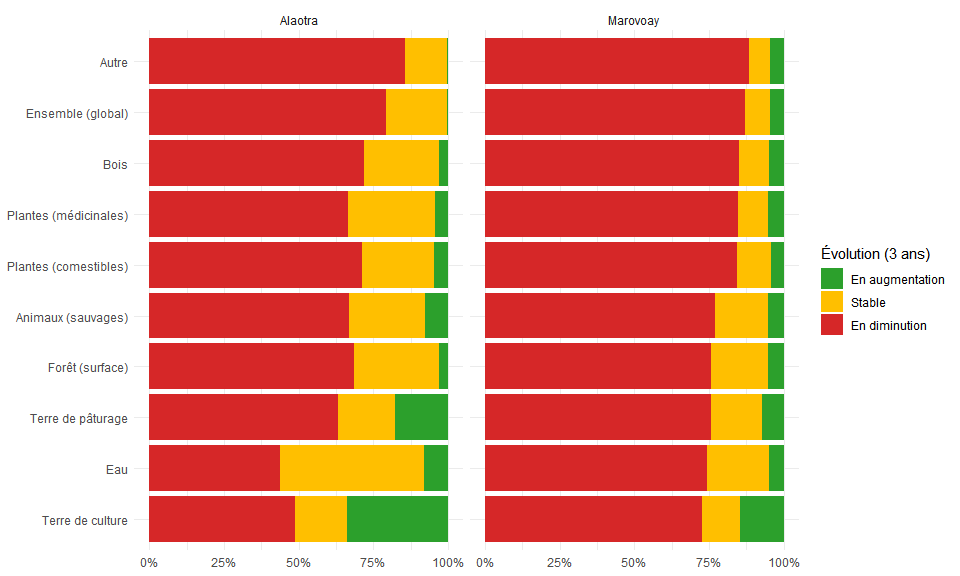 Alaotra
Marovoay
Autre
Ensemble (global)
Bois
Plantes (médicinales)
Plantes (comestibles)
Animaux (sauvages)
Forêt (surface)
Terre de pâturage
Eau
Terre de culture
0% 25% 50% 75% 100% 0% 25% 50% 75% 100%
Évolution (3 ans)
En augmentation
Stable
En diminution